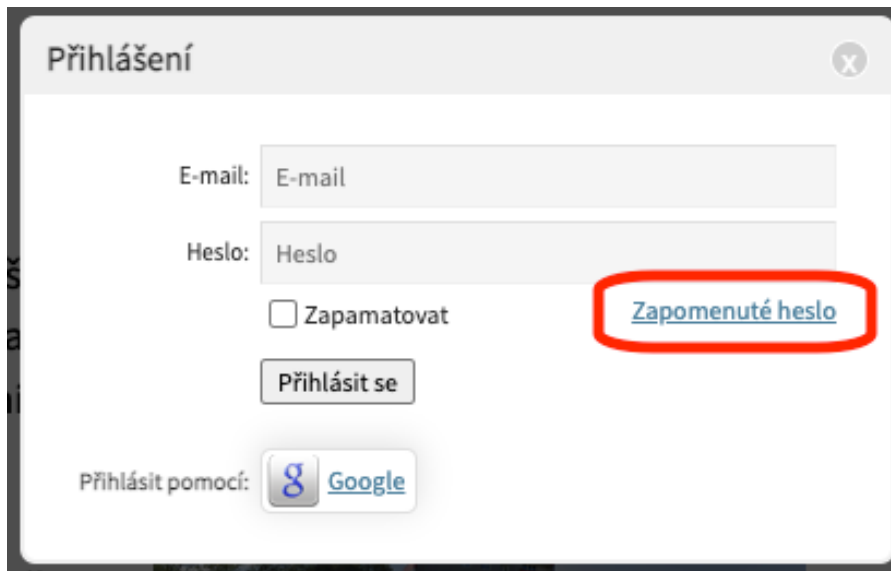 Přihlášení
x
E-mail: E-mail
Heslo: Heslo
Zapamatovat Zapomenuté heslo
Přihlásit se
Přihlásit pomocí: g Google